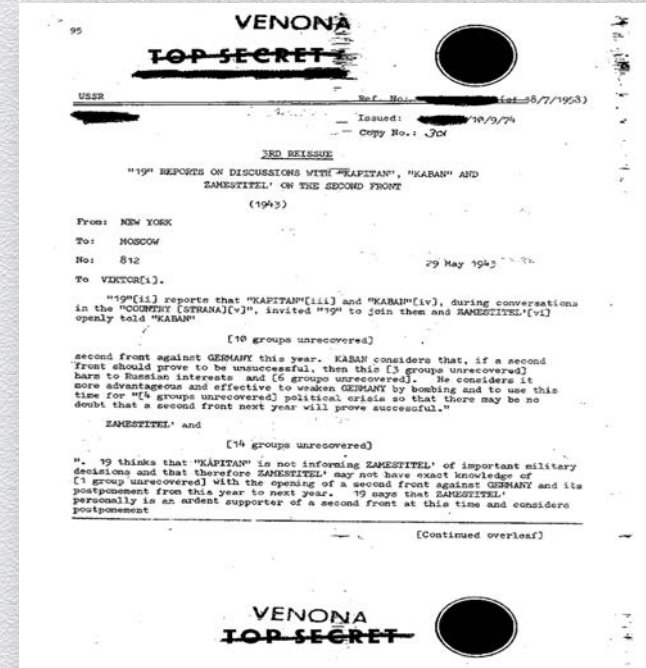 95
VENONA
TOP SECRET
USSR
Ref. No: (of 18/7/1953)
Issued: /10/9/74
Copy No.: 301
3RD REISSUE
"19" REPORTS ON DISCUSSIONS WITH "KAPITAN", "KABAN" AND
ZAMESTITEL' ON THE SECOND FRONT
(1943)
From: NEW YORK
To: MOSCOW
No: 812
29 May 1943
To VIKTOR[i].
"19"[ii] reports that "KAPITAN"[iii] and "KABAN"[iv], during conversations
in the "COUNTRY [STRANA][v]", invited "19" to join them and ZAMESTITEL'[vi]
openly told "KABAN"
[10 groups unrecovered]
second front against GERMANY this year. KABAN considers that, if a second
front should prove to be unsuccessful, then this [3 groups unrecovered]
harm to Russian interests and [6 groups unrecovered]. He considers it
more advantageous and effective to weaken GERMANY by bombing and to use this
time for "[4 groups unrecovered] political crisis so that there may be no
doubt that a second front next year will prove successful."
ZAMESTITEL' and
[14 groups unrecovered]
". 19 thinks that "KAPITAN" is not informing ZAMESTITEL' of important military
decisions and that therefore ZAMESTITEL' may not have exact knowledge of
[1 group unrecovered] with the opening of a second front against GERMANY and its
postponement from this year to next year. 19 says that ZAMESTITEL'
personally is an ardent supporter of a second front at this time and considers
postponement
[Continued overleaf]
VENONA
TOP SECRET